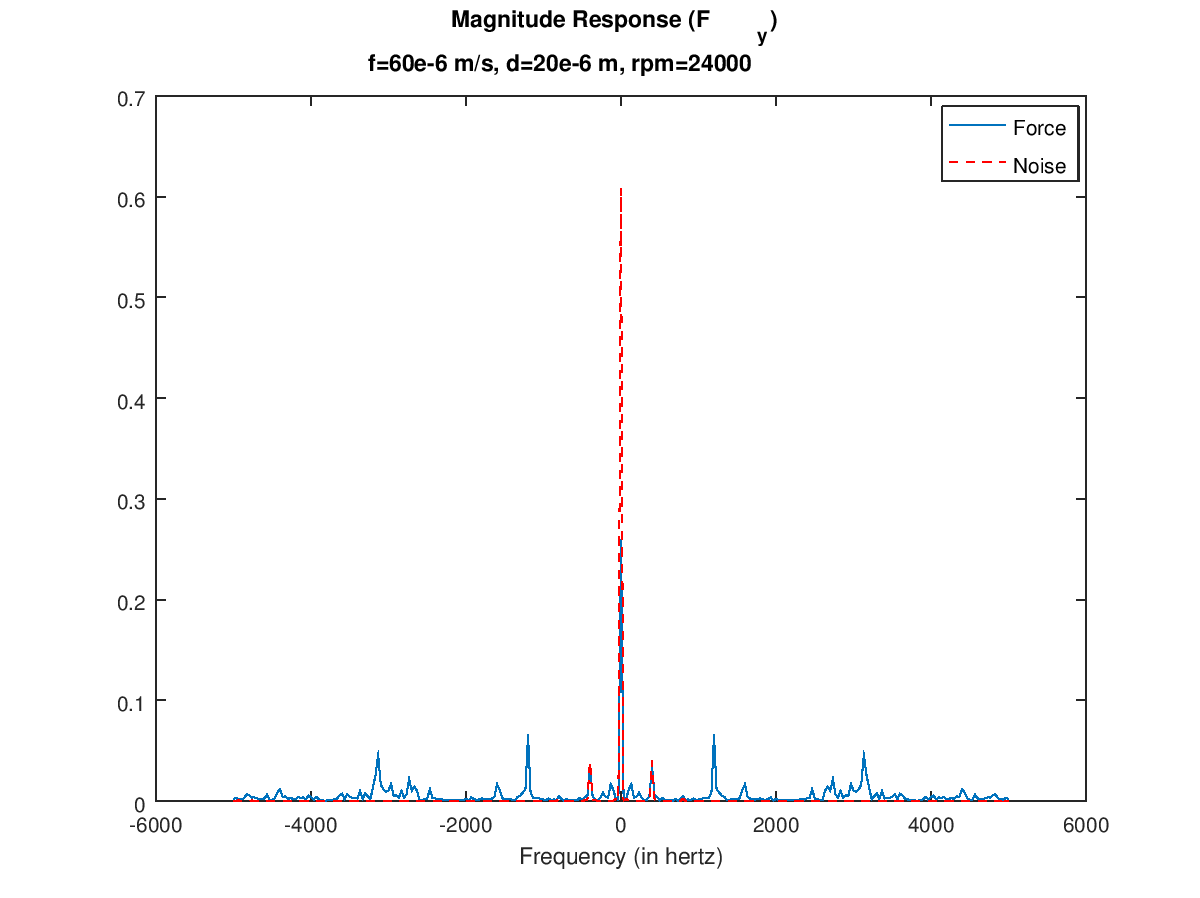 Magnitude Response (F y)
f=60e-6 m/s, d=20e-6 m, rpm=24000
0.7
0.6
0.5
0.4
0.3
0.2
0.1
0
Force
Noise
-6000 -4000 -2000 0 2000 4000 6000
Frequency (in hertz)